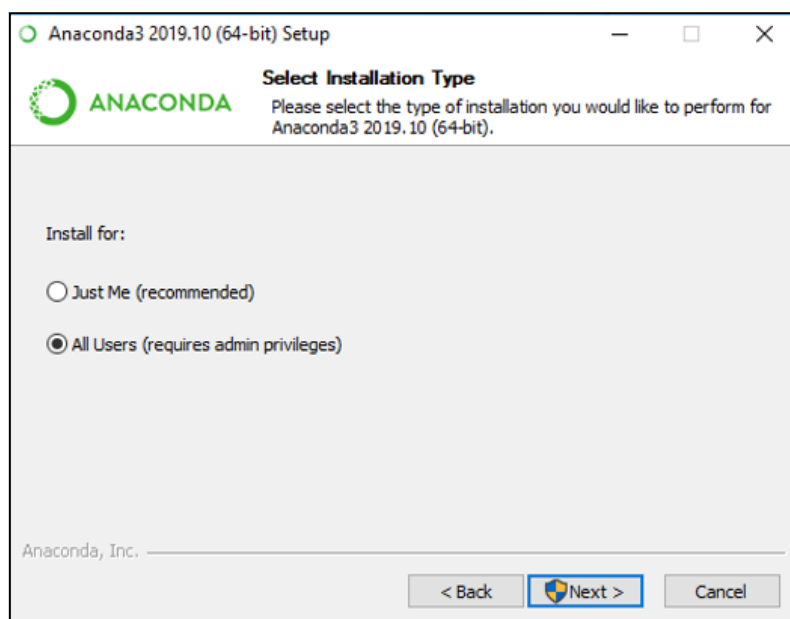 Anaconda3 2019.10 (64-bit) Setup
ANACONDA
Select Installation Type
Please select the type of installation you would like to perform for
Anaconda3 2019.10 (64-bit).
Install for:
Just Me (recommended)
All Users (requires admin privileges)
Anaconda, Inc.
< Back
Next >
Cancel